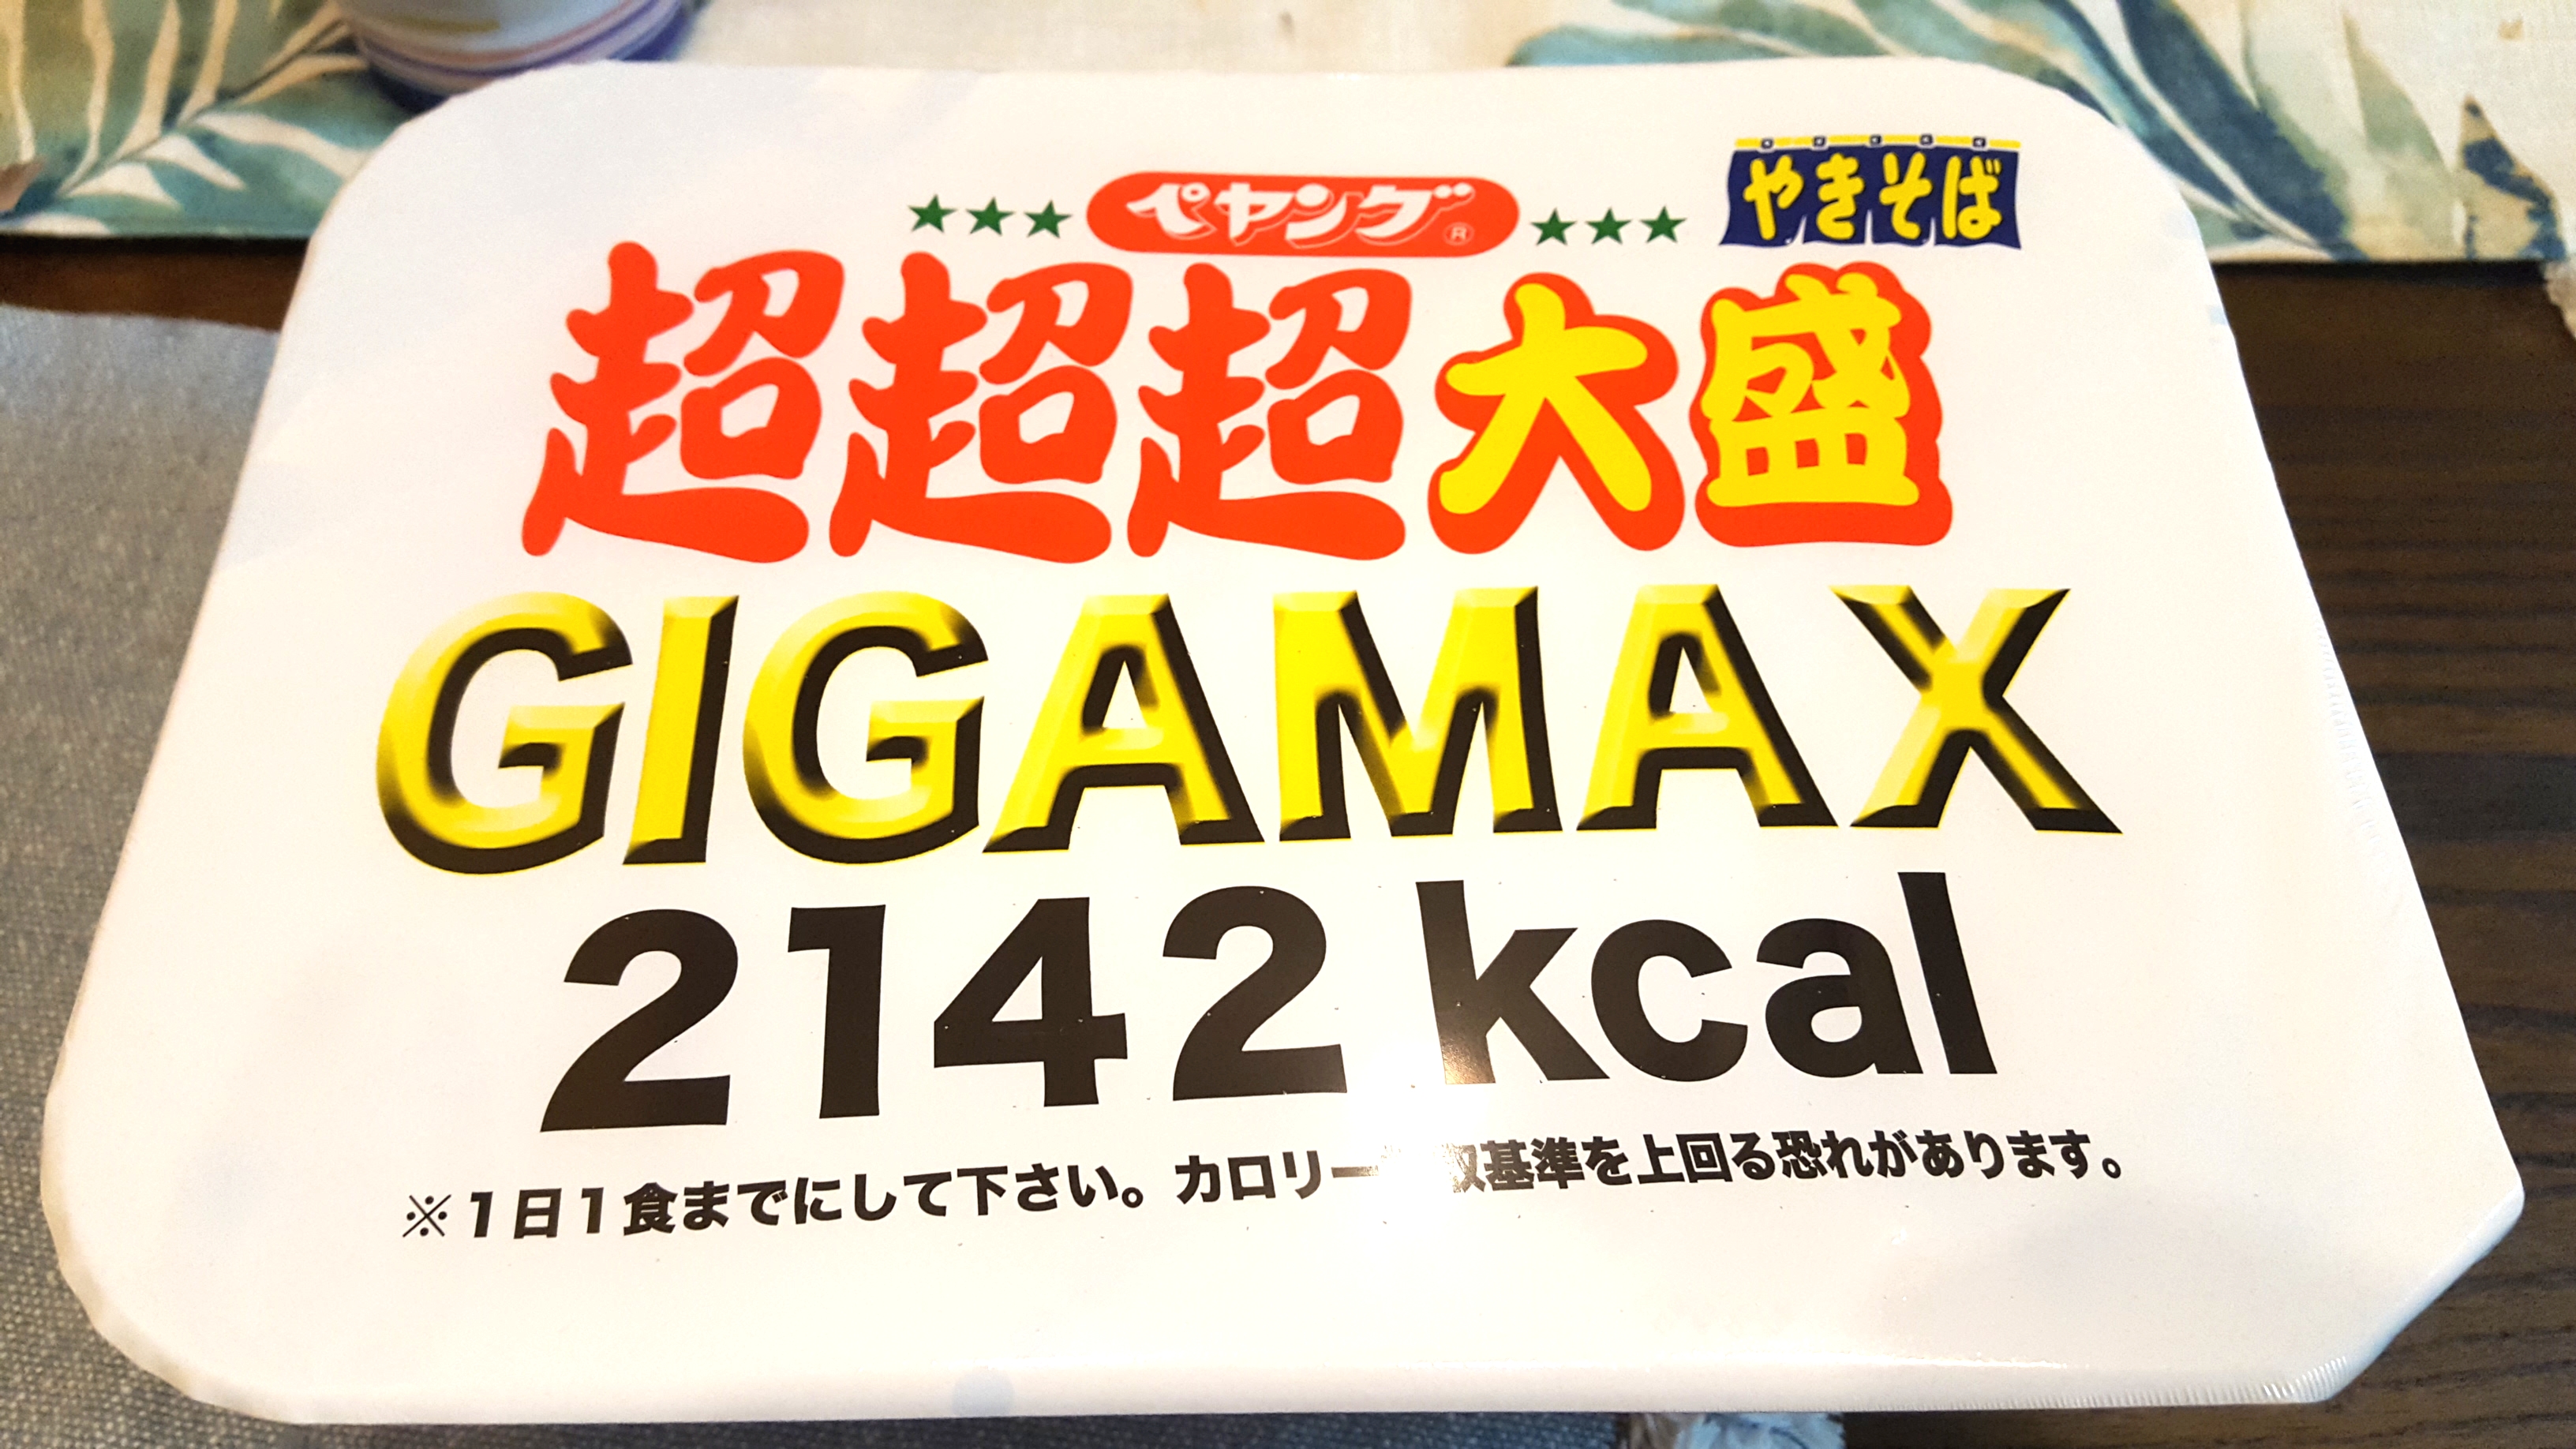 ★★★ペヤング®★★★
やきそば
超超超大盛
GIGAMAX
2142kcal
※1日1食までにして下さい。カロリー 取基準を上回る恐れがあります。